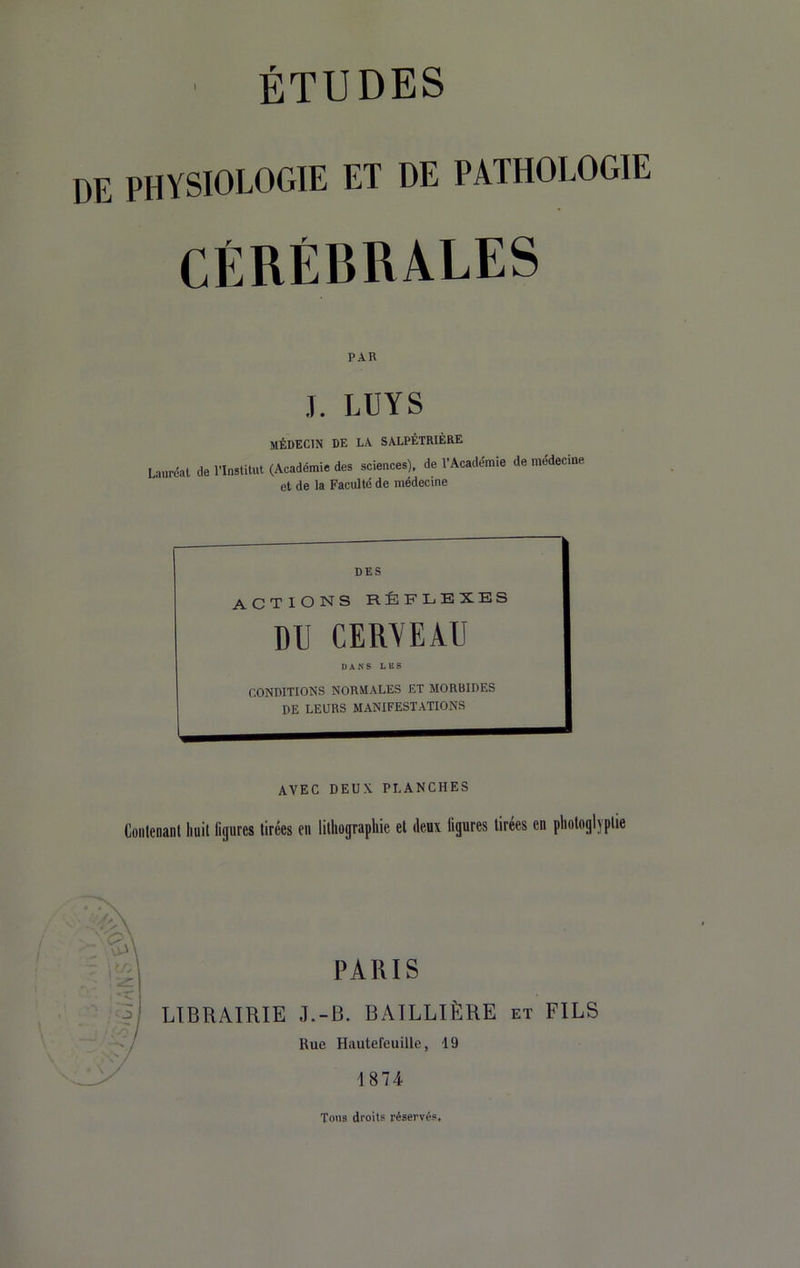 ÉTUDES
DE PHYSIOLOGIE ET DE PATHOLOGIE
CÉRÉBRALES
PAR
J. LUYS
MÉDECIN DE LA SALPÉTRIÈRE
Lauréat de l'Institut (Académie des sciences), de l'Académie de médecine
et de la Faculté de médecine
DES
ACTIONS RÉFLEXES
DU CERVEAU
DANS LES
CONDITIONS NORMALES ET MORBIDES
DE LEURS MANIFESTATIONS
AVEC DEUX PLANCHES
Contenant huit figures tirées en lithographie et deux figures tirées en photoglyptie
PARIS
LIBRAIRIE J.-B. BAILLIÈRE ET FILS
Rue Hautefeuille, 19
1874
Tous droits réservés.